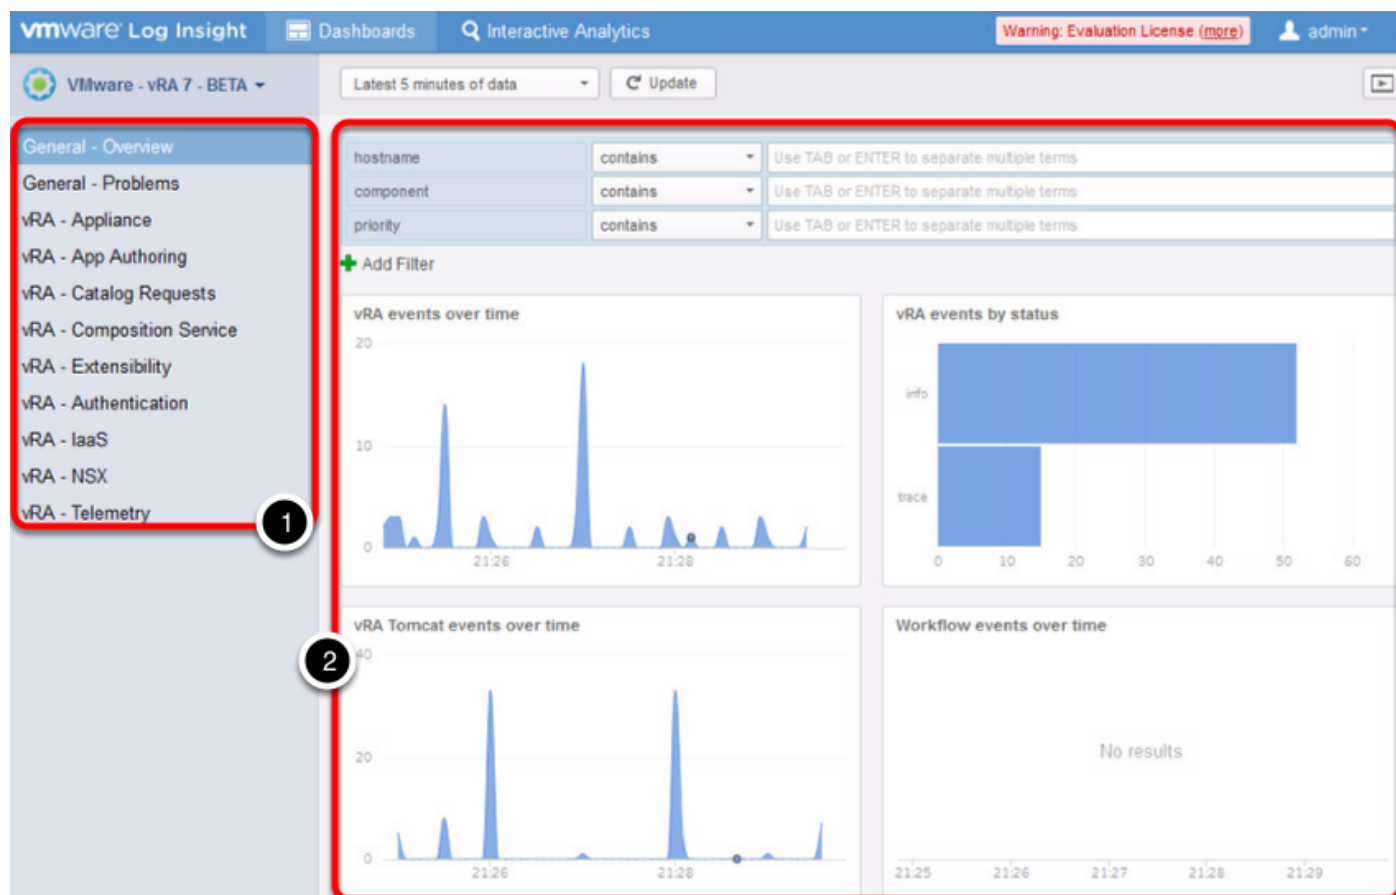 vmware Log Insight
Dashboards
Interactive Analytics
Warning: Evaluation License (more)
admin
VMware - vRA 7 - BETA
Latest 5 minutes of data
Update
General - Overview
General - Problems
vRA - Appliance
vRA - App Authoring
vRA - Catalog Requests
vRA - Composition Service
vRA - Extensibility
vRA - Authentication
vRA - IaaS
vRA - NSX
vRA - Telemetry
1
hostname contains Use TAB or ENTER to separate multiple terms
component contains Use TAB or ENTER to separate multiple terms
priority contains Use TAB or ENTER to separate multiple terms
Add Filter
vRA events over time
20
10
0
21:26 21:28
vRA events by status
info
trace
0 10 20 30 40 50 60
2
vRA Tomcat events over time
40
20
0
21:26 21:28
Workflow events over time
No results
21:25 21:26 21:27 21:28 21:29